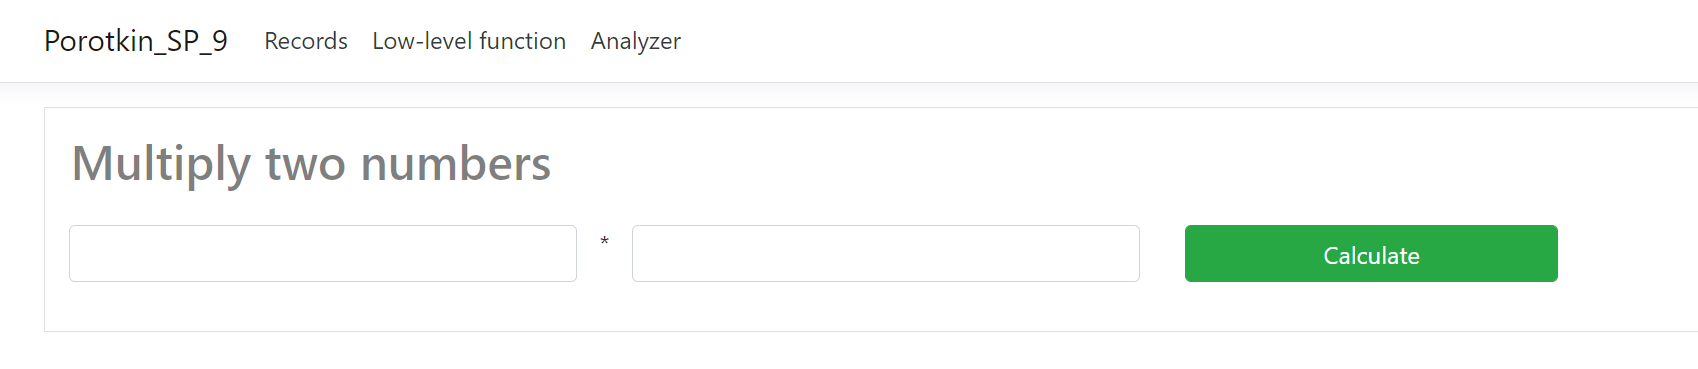 Porotkin_SP_9 Records Low-level function Analyzer
Multiply two numbers
* Calculate